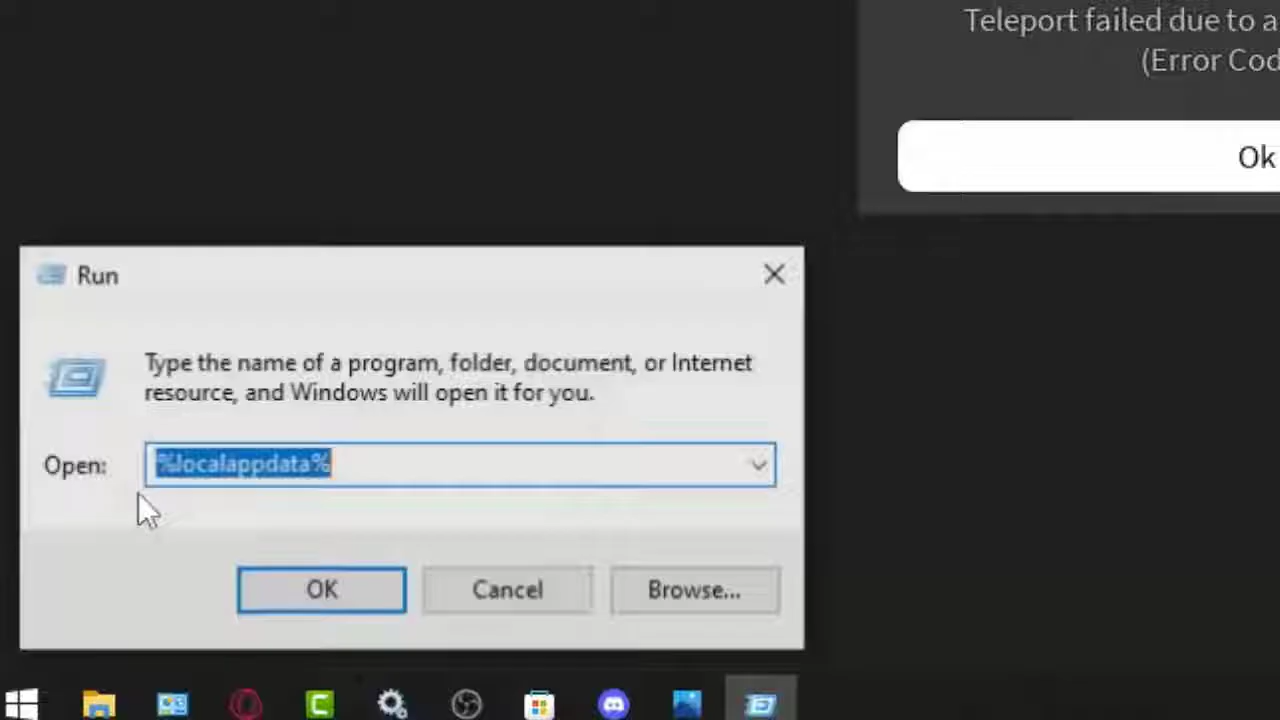 Teleport failed due to a
(Error Cod
Ok
Run
Type the name of a program, folder, document, or Internet
resource, and Windows will open it for you.
Open:
%localappdata%
OK
Cancel
Browse...